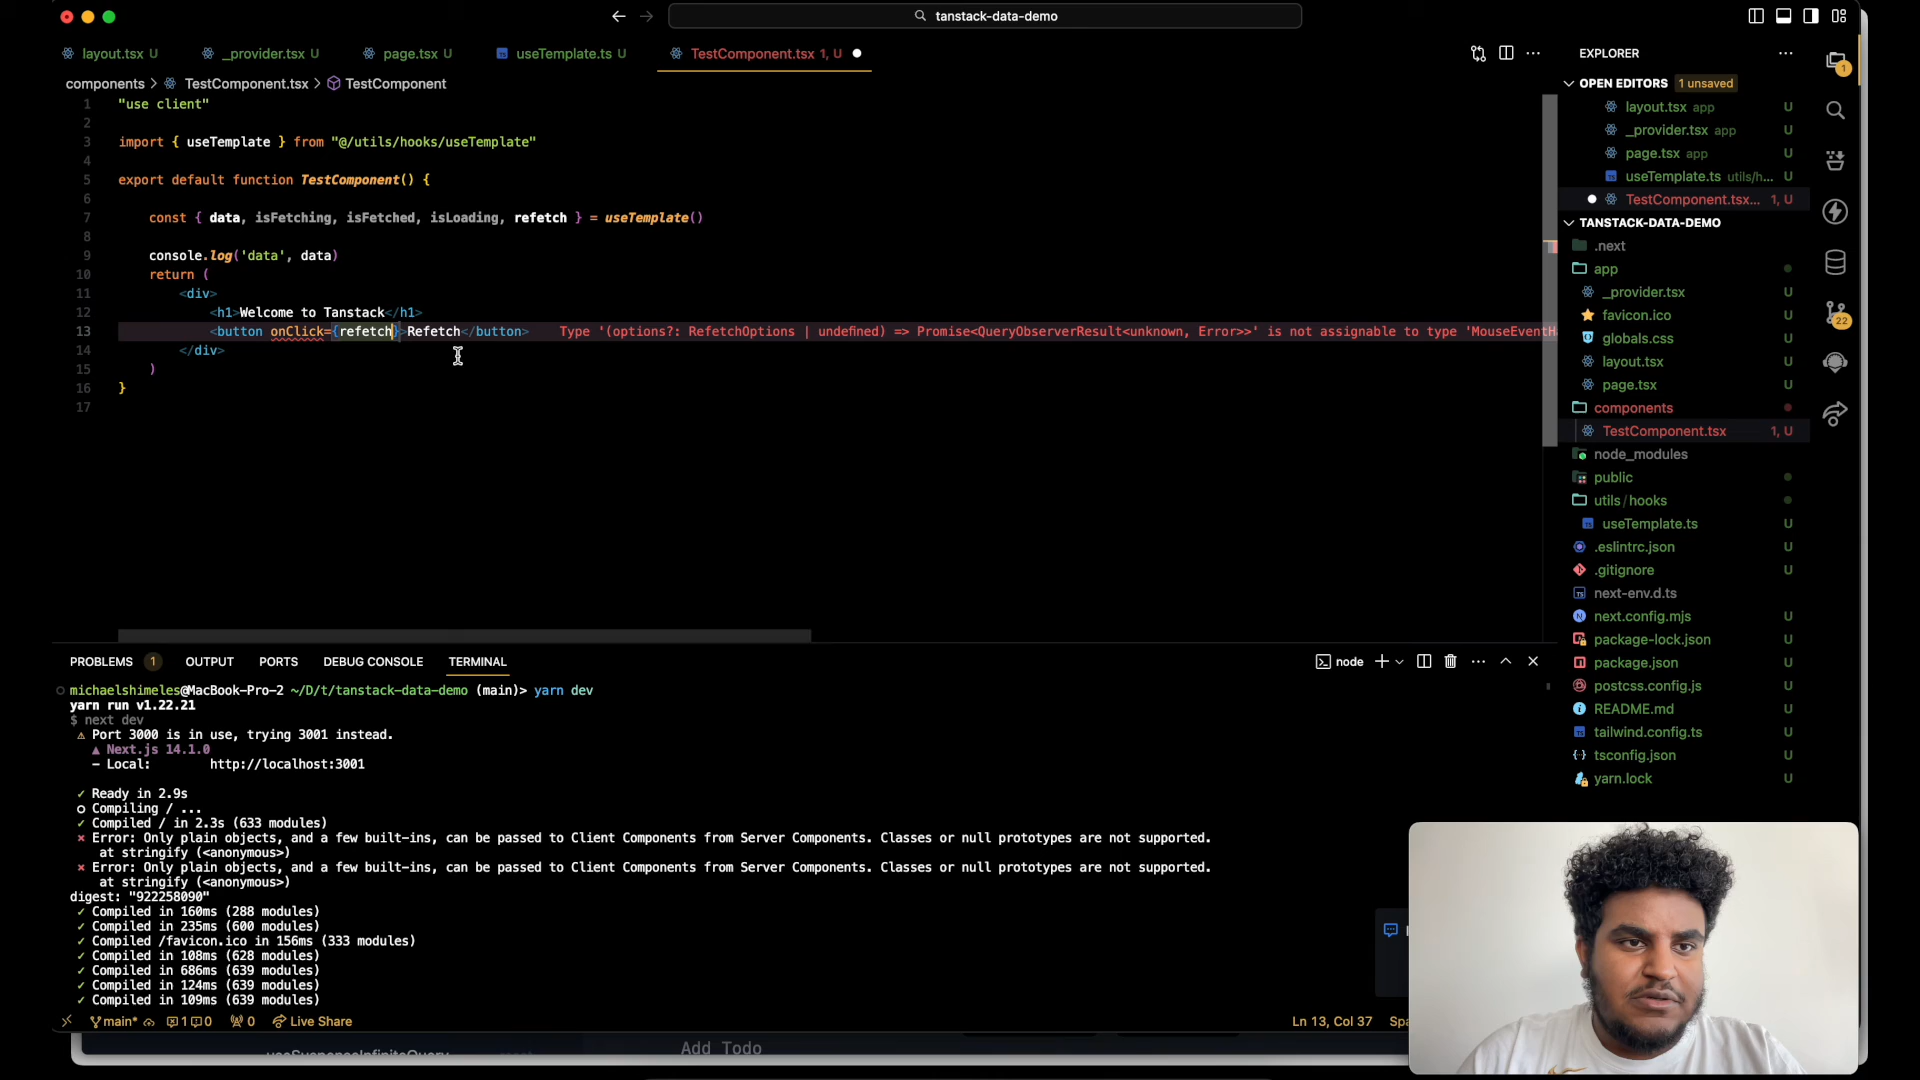 tanstack-data-demo
layout.tsx U
_provider.tsx U
page.tsx U
useTemplate.ts U
TestComponent.tsx 1, U
components > TestComponent.tsx > TestComponent
1 "use client"
2
3 import { useTemplate } from "@/utils/hooks/useTemplate"
4
5 export default function TestComponent() {
6
7 const { data, isFetching, isFetched, isLoading, refetch } = useTemplate()
8
9 console.log('data', data)
10 return (
11 <div>
12 <h1>Welcome to Tanstack</h1>
13 <button onClick={refetch}>Refetch</button> Type '(options?: RefetchOptions | undefined) => Promise<QueryObserverResult<unknown, Error>>' is not assignable to type 'MouseEventH
14 </div>
15 )
16 }
17
EXPLORER
OPEN EDITORS 1 unsaved
layout.tsx app U
_provider.tsx app U
page.tsx app U
useTemplate.ts utils/h... U
TestComponent.tsx... 1, U
TANSTACK-DATA-DEMO
.next
app
_provider.tsx U
favicon.ico U
globals.css U
layout.tsx U
page.tsx U
components
TestComponent.tsx 1, U
node_modules
public
utils / hooks
useTemplate.ts U
.eslintrc.json U
.gitignore U
next-env.d.ts
next.config.mjs U
package-lock.json U
package.json U
postcss.config.js U
README.md U
tailwind.config.ts U
tsconfig.json U
yarn.lock U
1
22
PROBLEMS 1 OUTPUT PORTS DEBUG CONSOLE TERMINAL
node
michaelshimeles@MacBook-Pro-2 ~/D/t/tanstack-data-demo (main)> yarn dev
yarn run v1.22.21
$ next dev
⚠ Port 3000 is in use, trying 3001 instead.
▲ Next.js 14.1.0
- Local: http://localhost:3001
✓ Ready in 2.9s
○ Compiling / ...
✓ Compiled / in 2.3s (633 modules)
⨯ Error: Only plain objects, and a few built-ins, can be passed to Client Components from Server Components. Classes or null prototypes are not supported.
at stringify (<anonymous>)
⨯ Error: Only plain objects, and a few built-ins, can be passed to Client Components from Server Components. Classes or null prototypes are not supported.
at stringify (<anonymous>)
digest: "922258090"
✓ Compiled in 160ms (288 modules)
✓ Compiled in 235ms (600 modules)
✓ Compiled /favicon.ico in 156ms (333 modules)
✓ Compiled in 108ms (628 modules)
✓ Compiled in 686ms (639 modules)
✓ Compiled in 124ms (639 modules)
✓ Compiled in 109ms (639 modules)
main* 1 0 0 Live Share
Ln 13, Col 37 Spa
useSuspenseInfiniteQuery
Add Todo